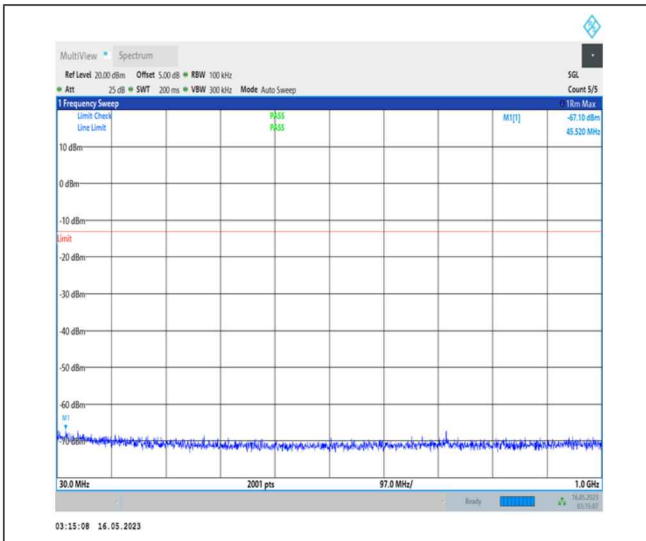 MultiView Spectrum
Ref Level 20.00 dBm Offset 5.00 dB RBW 100 kHz SGL
Att 25 dB SWT 200 ms VBW 300 kHz Mode Auto Sweep Count 5/5
1 Frequency Sweep 1Rm Max
Limit Check PASS M1[1] -67.10 dBm
Line Limit PASS 45.520 MHz
10 dBm
0 dBm
-10 dBm
Limit
-20 dBm
-30 dBm
-40 dBm
-50 dBm
-60 dBm
M1
-70 dBm
30.0 MHz 2001 pts 97.0 MHz/ 1.0 GHz
Ready 16.05.2023
03:15:07
03:15:08 16.05.2023